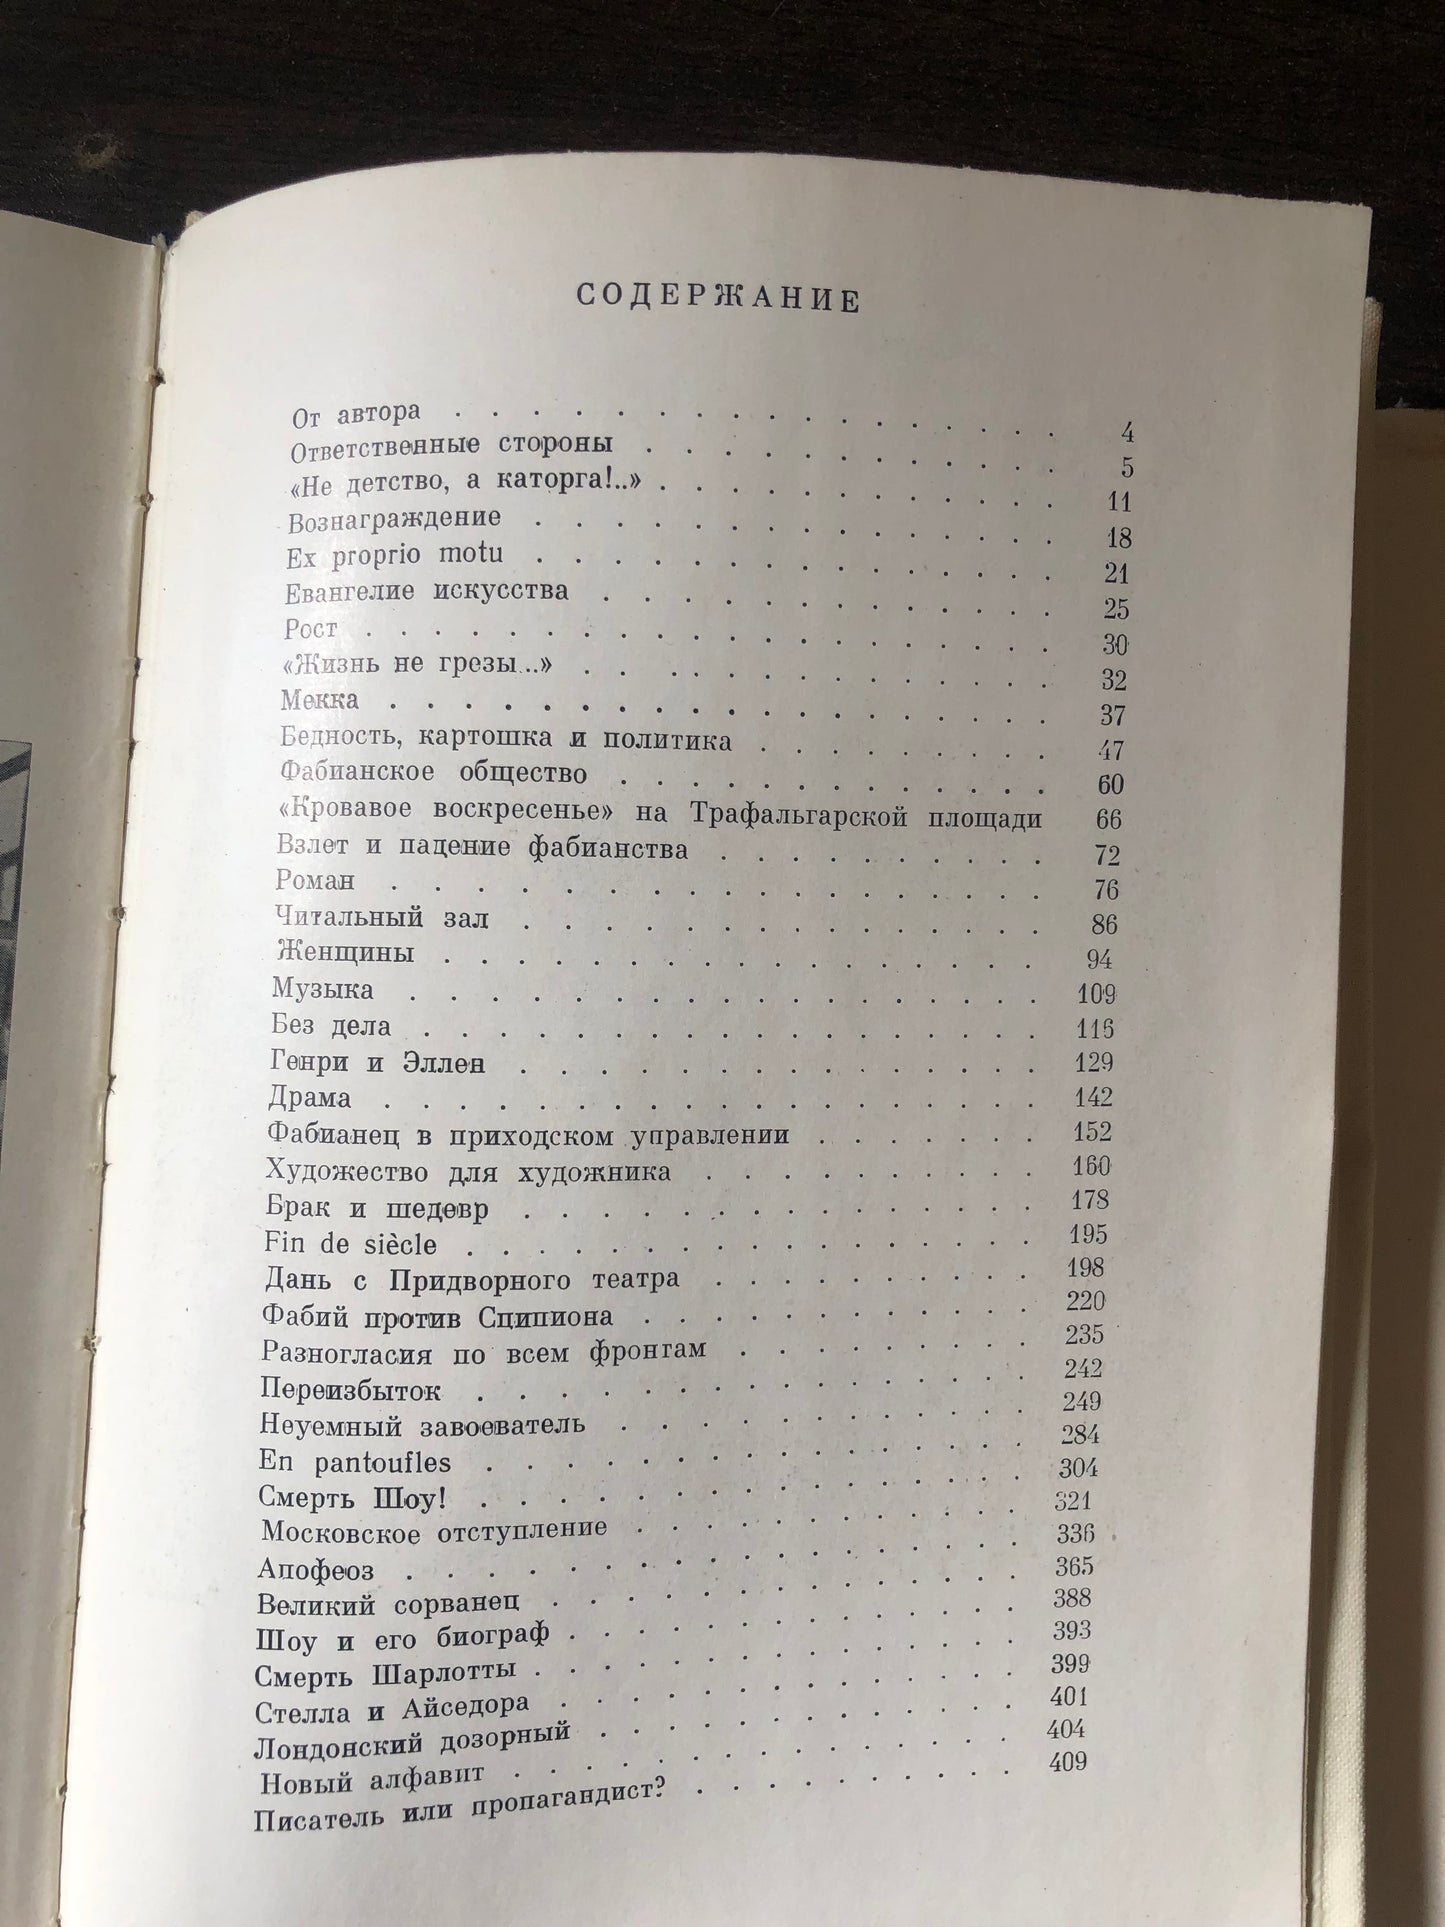 СОДЕРЖАНИЕ
От автора . . . . . . . . . . . . . . . . 4
Ответственные стороны . . . . . . . . . . . 5
«Не детство, а каторга!..» . . . . . . . . . . . 11
Вознаграждение . . . . . . . . . . . . . . 18
Ex proprio motu . . . . . . . . . . . . . . 21
Евангелие искусства . . . . . . . . . . . . 25
Рост . . . . . . . . . . . . . . . . . . 30
«Жизнь не грезы...» . . . . . . . . . . . . . 32
Мекка . . . . . . . . . . . . . . . . . . 37
Бедность, картошка и политика . . . . . . . . 47
Фабианское общество . . . . . . . . . . . . 60
«Кровавое воскресенье» на Трафальгарской площади 66
Взлет и падение фабианства . . . . . . . . . 72
Роман . . . . . . . . . . . . . . . . . 76
Читальный зал . . . . . . . . . . . . . . 86
Женщины . . . . . . . . . . . . . . . . 94
Музыка . . . . . . . . . . . . . . . . . 109
Без дела . . . . . . . . . . . . . . . . . 116
Генри и Эллен . . . . . . . . . . . . . . 129
Драма . . . . . . . . . . . . . . . . . . 142
Фабианец в приходском управлении . . . . . . . 152
Художество для художника . . . . . . . . . . 160
Брак и шедевр . . . . . . . . . . . . . . 178
Fin de siècle . . . . . . . . . . . . . . . 195
Дань с Придворного театра . . . . . . . . . 198
Фабий против Сципиона . . . . . . . . . . . 220
Разногласия по всем фронтам . . . . . . . . 235
Переизбыток . . . . . . . . . . . . . . . 242
Неуемный завоеватель . . . . . . . . . . . 249
En pantoufles . . . . . . . . . . . . . . . 284
Смерть Шоу! . . . . . . . . . . . . . . . 304
Московское отступление . . . . . . . . . . . 321
Апофеоз . . . . . . . . . . . . . . . . 336
Великий сорванец . . . . . . . . . . . . . 365
Шоу и его биограф . . . . . . . . . . . . . 388
Смерть Шарлотты . . . . . . . . . . . . . . 393
Стелла и Айседора . . . . . . . . . . . . . 399
Лондонский дозорный . . . . . . . . . . . . 401
Новый алфавит . . . . . . . . . . . . . . 404
Писатель или пропагандист? . . . . . . . . . 409